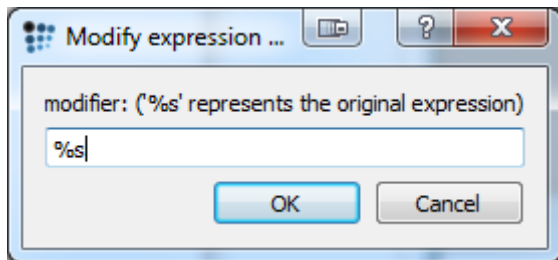 Modify expression ...
modifier: ('%s' represents the original expression)
%s
OK Cancel